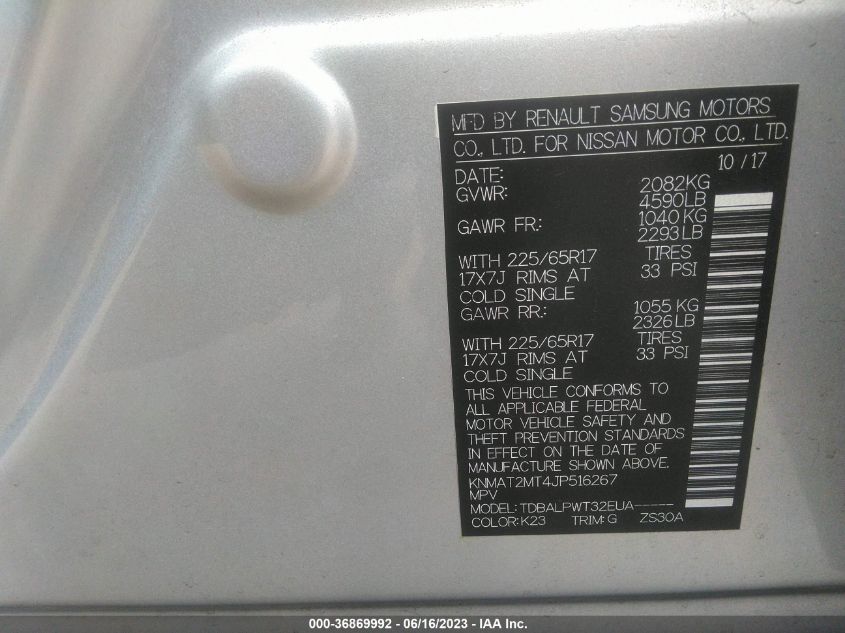 MFD BY RENAULT SAMSUNG MOTORS
CO., LTD. FOR NISSAN MOTOR CO., LTD.
DATE: 10 / 17
GVWR: 2082KG
4590LB
GAWR FR.: 1040 KG
2293LB
WITH 225/65R17 TIRES
17X7J RIMS AT 33 PSI
COLD SINGLE
GAWR RR.: 1055 KG
2326LB
WITH 225/65R17 TIRES
17X7J RIMS AT 33 PSI
COLD SINGLE
THIS VEHICLE CONFORMS TO
ALL APPLICABLE FEDERAL
MOTOR VEHICLE SAFETY AND
THEFT PREVENTION STANDARDS
IN EFFECT ON THE DATE OF
MANUFACTURE SHOWN ABOVE.
KNMAT2MT4JP516267
MPV
MODEL: TDBALPWT32EUA-----
COLOR: K23 TRIM: G ZS30A
000-36869992 - 06/16/2023 - IAA Inc.